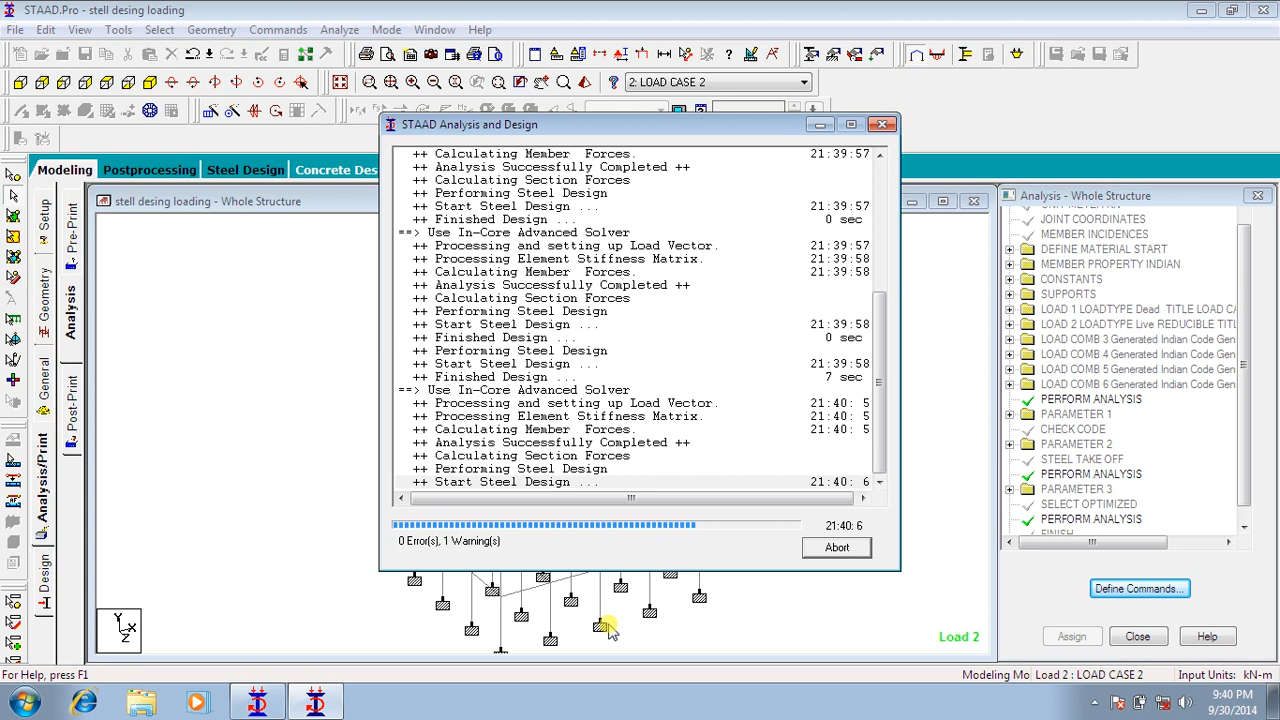 STAAD.Pro - stell desing loading
File Edit View Tools Select Geometry Commands Analyze Mode Window Help
2: LOAD CASE 2
Modeling Postprocessing Steel Design Concrete Des
stell desing loading - Whole Structure
Setup
Geometry
General
Analysis/Print
Design
Pre-Print
Analysis
Post-Print
STAAD Analysis and Design
++ Calculating Member Forces. 21:39:57
++ Analysis Successfully Completed ++
++ Calculating Section Forces
++ Performing Steel Design
++ Start Steel Design ... 21:39:57
++ Finished Design ... 0 sec
==> Use In-Core Advanced Solver
++ Processing and setting up Load Vector. 21:39:57
++ Processing Element Stiffness Matrix. 21:39:58
++ Calculating Member Forces. 21:39:58
++ Analysis Successfully Completed ++
++ Calculating Section Forces
++ Performing Steel Design
++ Start Steel Design ... 21:39:58
++ Finished Design ... 0 sec
++ Performing Steel Design
++ Start Steel Design ... 21:39:58
++ Finished Design ... 7 sec
==> Use In-Core Advanced Solver
++ Processing and setting up Load Vector. 21:40: 5
++ Processing Element Stiffness Matrix. 21:40: 5
++ Calculating Member Forces. 21:40: 5
++ Analysis Successfully Completed ++
++ Calculating Section Forces
++ Performing Steel Design
++ Start Steel Design ... 21:40: 6
21:40: 6
0 Error(s), 1 Warning(s)
Abort
Analysis - Whole Structure
JOINT COORDINATES
MEMBER INCIDENCES
DEFINE MATERIAL START
MEMBER PROPERTY INDIAN
CONSTANTS
SUPPORTS
LOAD 1 LOADTYPE Dead TITLE LOAD CA
LOAD 2 LOADTYPE Live REDUCIBLE TITL
LOAD COMB 3 Generated Indian Code Gen
LOAD COMB 4 Generated Indian Code Gen
LOAD COMB 5 Generated Indian Code Gen
LOAD COMB 6 Generated Indian Code Gen
PERFORM ANALYSIS
PARAMETER 1
CHECK CODE
PARAMETER 2
STEEL TAKE OFF
PERFORM ANALYSIS
PARAMETER 3
SELECT OPTIMIZED
PERFORM ANALYSIS
Define Commands...
Assign Close Help
Y
X
Z
Load 2
For Help, press F1
Modeling Mo Load 2 : LOAD CASE 2 Input Units: kN-m
9:40 PM
9/30/2014